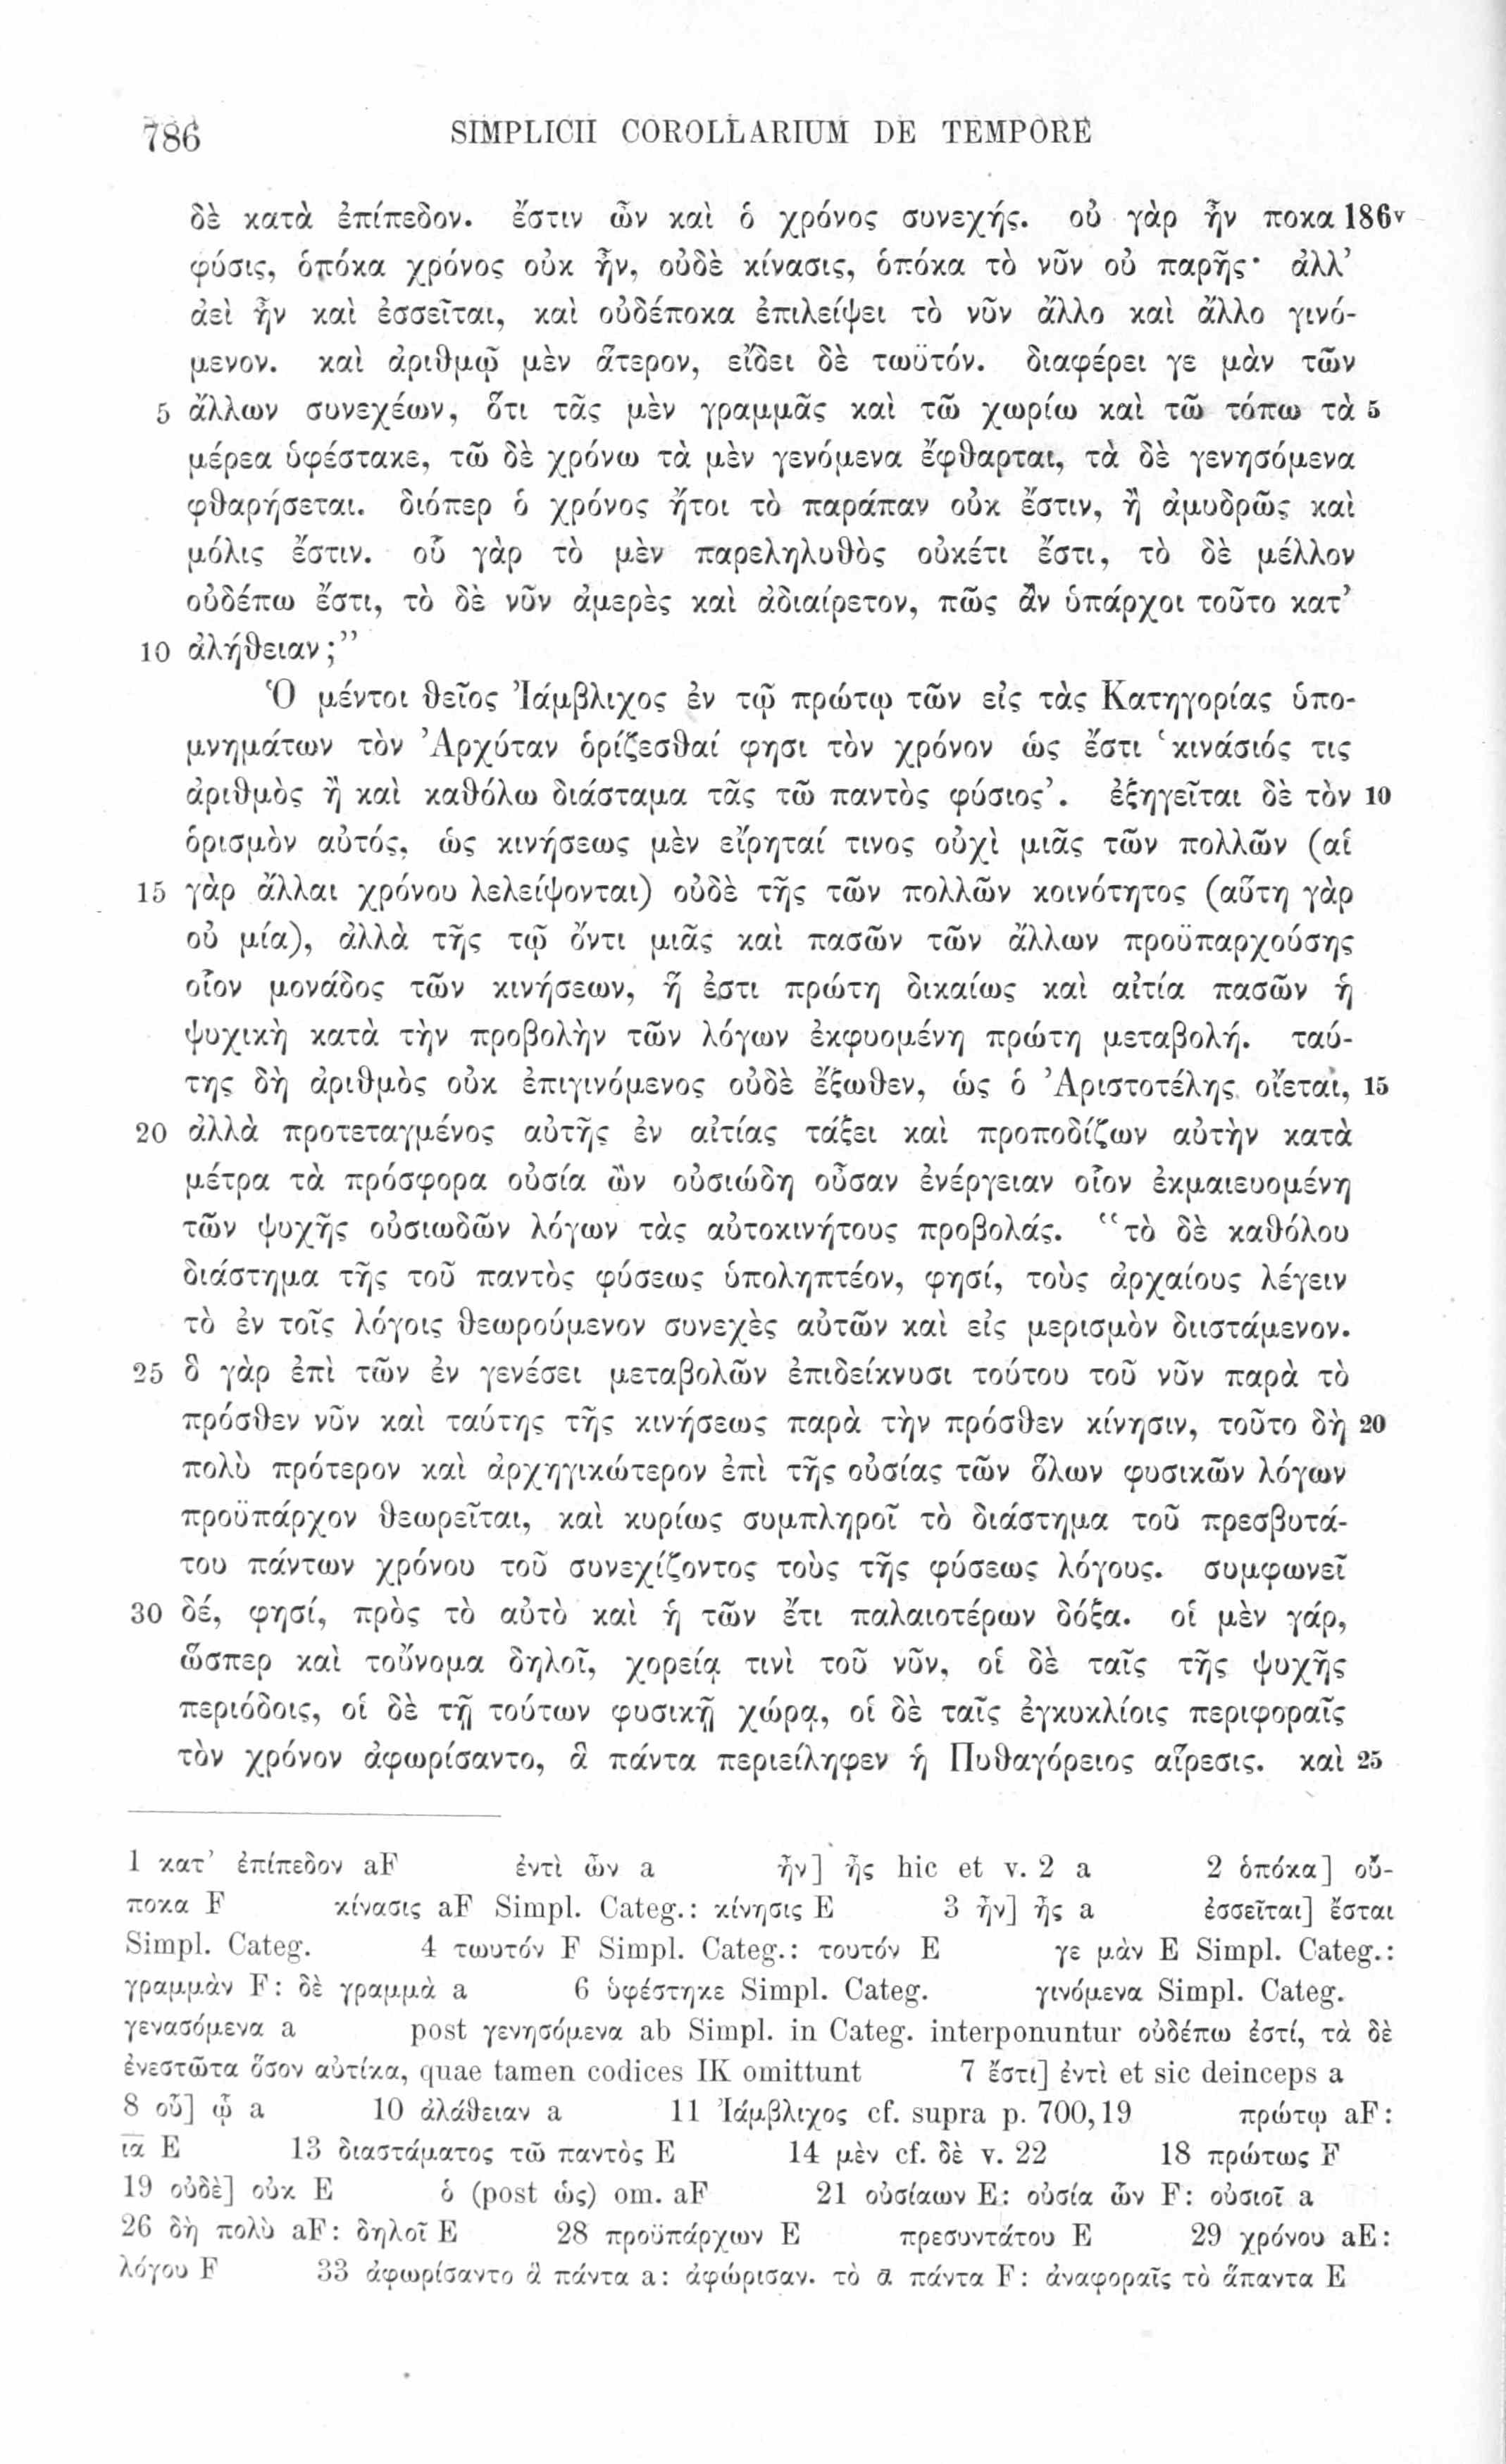 786 SIMPLICII COROLLARIUM DE TEMPORE
δὲ κατὰ ἐπίπεδον. ἔστιν ὦν καὶ ὁ χρόνος συνεχής. οὐ γὰρ ἦν ποκα 186v
φύσις, ὁπόκα χρόνος οὐκ ἦν, οὐδὲ κίνασις, ὁπόκα τὸ νῦν οὐ παρῆς· ἀλλ’
ἀεὶ ἦν καὶ ἐσσεῖται, καὶ οὐδέποκα ἐπιλείψει τὸ νῦν ἄλλο καὶ ἄλλο γινό-
μενον. καὶ ἀριθμῷ μὲν ἅτερον, εἴδει δὲ τωϋτόν. διαφέρει γε μὰν τῶν
5 ἄλλων συνεχέων, ὅτι τᾶς μὲν γραμμᾶς καὶ τῶ χωρίω καὶ τῶ τόπω τὰ 5
μέρεα ὑφέστακε, τῶ δὲ χρόνω τὰ μὲν γενόμενα ἔφθαρται, τὰ δὲ γενησόμενα
φθαρήσεται. διόπερ ὁ χρόνος ἤτοι τὸ παράπαν οὐκ ἔστιν, ἢ ἀμυδρῶς καὶ
μόλις ἔστιν. οὗ γὰρ τὸ μὲν παρεληλυθὸς οὐκέτι ἔστι, τὸ δὲ μέλλον
οὐδέπω ἔστι, τὸ δὲ νῦν ἀμερὲς καὶ ἀδιαίρετον, πῶς ἂν ὑπάρχοι τοῦτο κατ’
10 ἀλήθειαν;”
Ὁ μέντοι θεῖος Ἰάμβλιχος ἐν τῷ πρώτῳ τῶν εἰς τὰς Κατηγορίας ὑπο-
μνημάτων τὸν Ἀρχύταν ὁρίζεσθαί φησι τὸν χρόνον ὡς ἔστι ‘κινάσιός τις
ἀριθμὸς ἢ καὶ καθόλω διάσταμα τᾶς τῶ παντὸς φύσιος’. ἐξηγεῖται δὲ τὸν 10
ὁρισμὸν αὐτός, ὡς κινήσεως μὲν εἴρηταί τινος οὐχὶ μιᾶς τῶν πολλῶν (αἱ
15 γὰρ ἄλλαι χρόνου λελείψονται) οὐδὲ τῆς τῶν πολλῶν κοινότητος (αὕτη γὰρ
οὐ μία), ἀλλὰ τῆς τῷ ὄντι μιᾶς καὶ πασῶν τῶν ἄλλων προϋπαρχούσης
οἷον μονάδος τῶν κινήσεων, ἥ ἐστι πρώτη δικαίως καὶ αἰτία πασῶν ἡ
ψυχικὴ κατὰ τὴν προβολὴν τῶν λόγων ἐκφυομένη πρώτη μεταβολή. ταύ-
της δὴ ἀριθμὸς οὐκ ἐπιγινόμενος οὐδὲ ἔξωθεν, ὡς ὁ Ἀριστοτέλης οἴεται, 15
20 ἀλλὰ προτεταγμένος αὐτῆς ἐν αἰτίας τάξει καὶ προποδίζων αὐτὴν κατὰ
μέτρα τὰ πρόσφορα οὐσία ὢν οὐσιώδη οὖσαν ἐνέργειαν οἷον ἐκμαιευομένη
τῶν ψυχῆς οὐσιωδῶν λόγων τὰς αὐτοκινήτους προβολάς. “τὸ δὲ καθόλου
διάστημα τῆς τοῦ παντὸς φύσεως ὑποληπτέον, φησί, τοὺς ἀρχαίους λέγειν
τὸ ἐν τοῖς λόγοις θεωρούμενον συνεχὲς αὐτῶν καὶ εἰς μερισμὸν διιστάμενον.
25 ὃ γὰρ ἐπὶ τῶν ἐν γενέσει μεταβολῶν ἐπιδείκνυσι τούτου τοῦ νῦν παρὰ τὸ
πρόσθεν νῦν καὶ ταύτης τῆς κινήσεως παρὰ τὴν πρόσθεν κίνησιν, τοῦτο δὴ 20
πολὺ πρότερον καὶ ἀρχηγικώτερον ἐπὶ τῆς οὐσίας τῶν ὅλων φυσικῶν λόγων
προϋπάρχον θεωρεῖται, καὶ κυρίως συμπληροῖ τὸ διάστημα τοῦ πρεσβυτά-
του πάντων χρόνου τοῦ συνεχίζοντος τοὺς τῆς φύσεως λόγους. συμφωνεῖ
30 δέ, φησί, πρὸς τὸ αὐτὸ καὶ ἡ τῶν ἔτι παλαιοτέρων δόξα. οἱ μὲν γάρ,
ὥσπερ καὶ τοὔνομα δηλοῖ, χορείᾳ τινὶ τοῦ νῦν, οἱ δὲ ταῖς τῆς ψυχῆς
περιόδοις, οἱ δὲ τῇ τούτων φυσικῇ χώρᾳ, οἱ δὲ ταῖς ἐγκυκλίοις περιφοραῖς
τὸν χρόνον ἀφωρίσαντο, ἃ πάντα περιείληφεν ἡ Πυθαγόρειος αἵρεσις. καὶ 25
1 κατ’ ἐπίπεδον aF ἐντὶ ὦν a ἦν] ἦς hic et v. 2 a 2 ὁπόκα] οὔ-
ποκα F κίνασις aF Simpl. Categ.: κίνησις E 3 ἦν] ἦς a ἐσσεῖται] ἔσται
Simpl. Categ. 4 τωυτόν F Simpl. Categ.: τουτόν E γε μὰν E Simpl. Categ.:
γραμμὰν F: δὲ γραμμὰ a 6 ὑφέστηκε Simpl. Categ. γινόμενα Simpl. Categ.
γενασόμενα a post γενησόμενα ab Simpl. in Categ. interponuntur οὐδέπω ἐστί, τὰ δὲ
ἐνεστῶτα ὅσον αὐτίκα, quae tamen codices IK omittunt 7 ἔστι] ἐντὶ et sic deinceps a
8 οὗ] ᾧ a 10 ἀλάθειαν a 11 Ἰάμβλιχος cf. supra p. 700,19 πρώτῳ aF:
ια E 13 διαστάματος τῶ παντὸς E 14 μὲν cf. δὲ v. 22 18 πρώτως F
19 οὐδὲ] οὐκ E ὁ (post ὡς) om. aF 21 οὐσίαων E: οὐσία ὦν F: οὐσιοῖ a
26 δὴ πολὺ aF: δηλοῖ E 28 προϋπάρχων E πρεσυντάτου E 29 χρόνου aE:
λόγου F 33 ἀφωρίσαντο ἃ πάντα a: ἀφώρισαν. τὸ ἃ πάντα F: ἀναφοραῖς τὸ ἅπαντα E